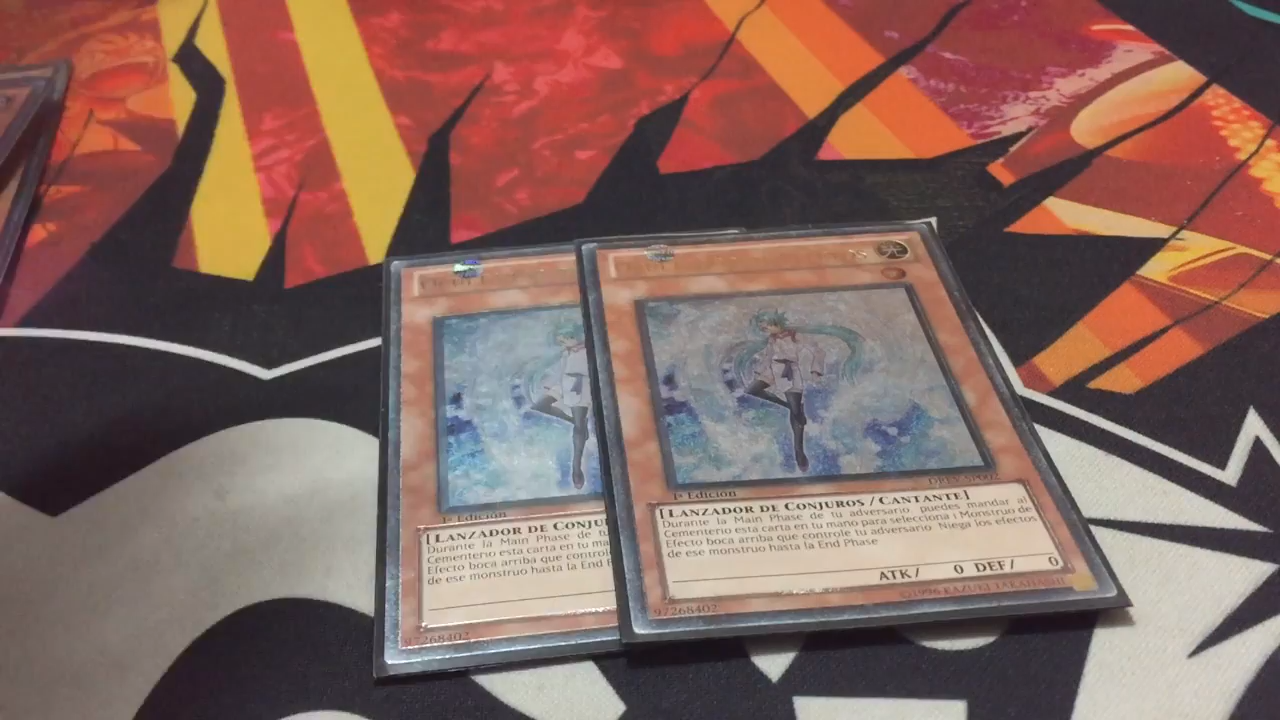 1ª Edición
[LANZADOR DE CONJU
Durante la Main Phase de tu
Cementerio esta carta en tu ma
Efecto boca arriba que control
de ese monstruo hasta la End F
97268402
1ª Edición
[LANZADOR DE CONJUROS / CANTANTE]
Durante la Main Phase de tu adversario puedes mandar al
Cementerio esta carta en tu mano para selecciona 1 Monstruo de
Efecto boca arriba que controle tu adversario Niega los efectos
de ese monstruo hasta la End Phase
ATK/ 0 DEF/ 0
97268402
©1996 KAZUKI TAKAHASHI